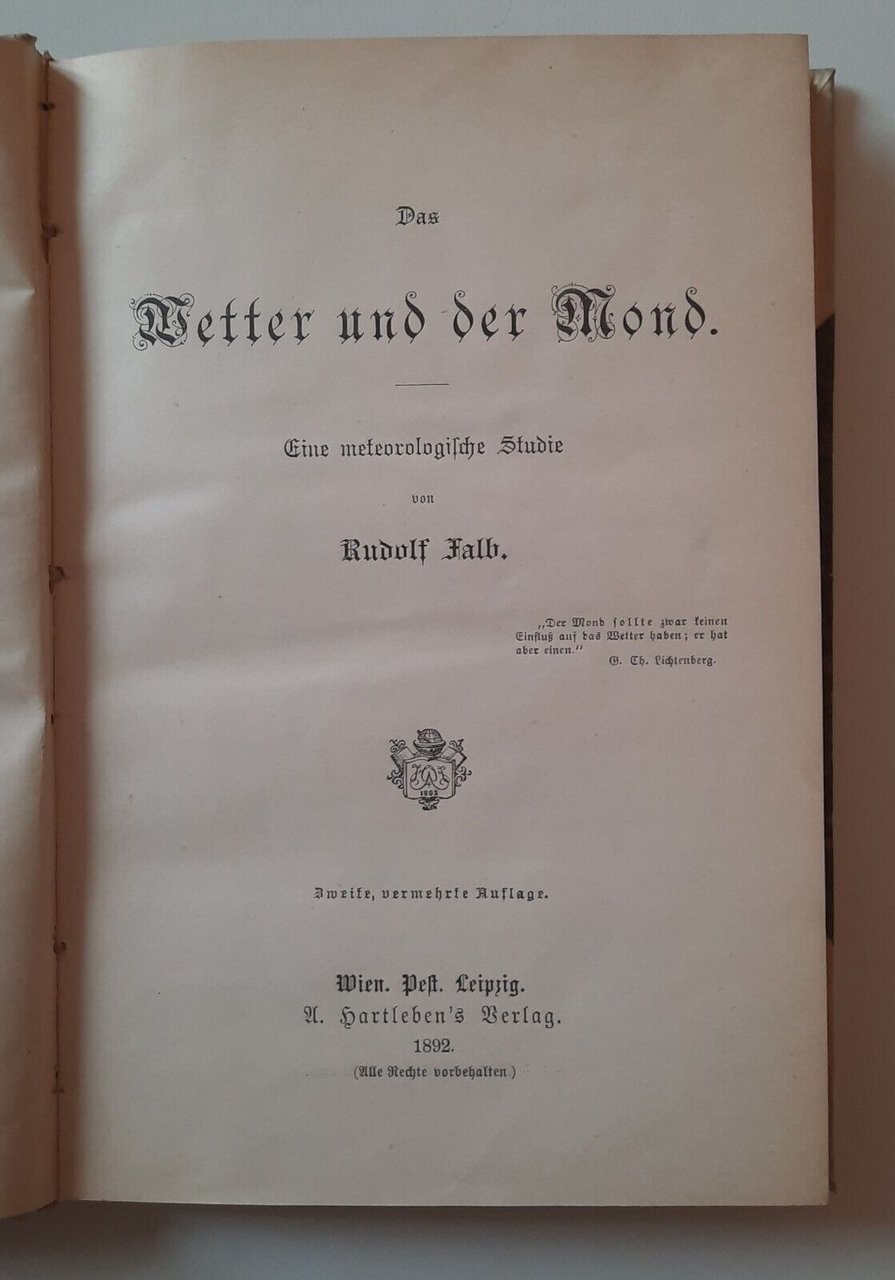 Das
Wetter und der Mond.
Eine meteorologische Studie
von
Rudolf Falb.
„Der Mond sollte zwar keinen
Einfluß auf das Wetter haben; er hat
aber einen.“
G. Ch. Lichtenberg.
1803
Zweite, vermehrte Auflage.
Wien. Pest. Leipzig.
A. Hartleben's Verlag.
1892.
(Alle Rechte vorbehalten.)